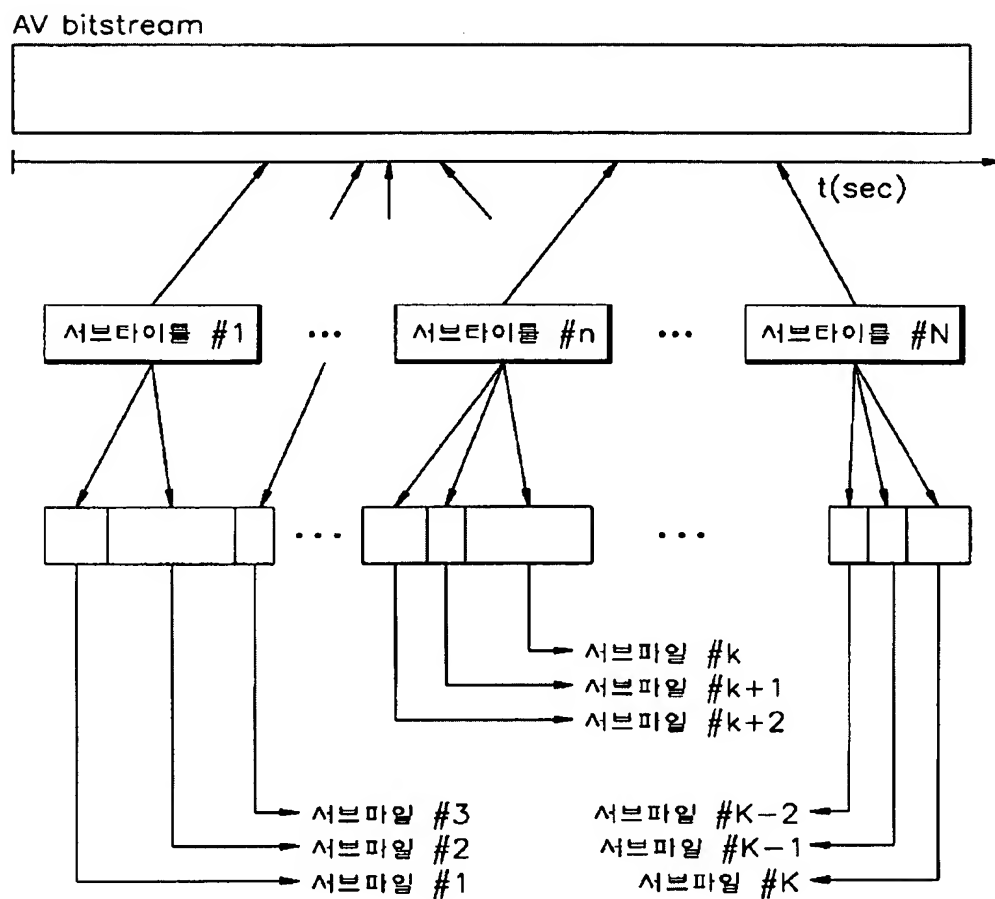 AV bitstream
t(sec)
서브타이틀 #1 ... 서브타이틀 #n ... 서브타이틀 #N
... ...
서브파일 #k
서브파일 #k+1
서브파일 #k+2
서브파일 #3 서브파일 #K-2
서브파일 #2 서브파일 #K-1
서브파일 #1 서브파일 #K